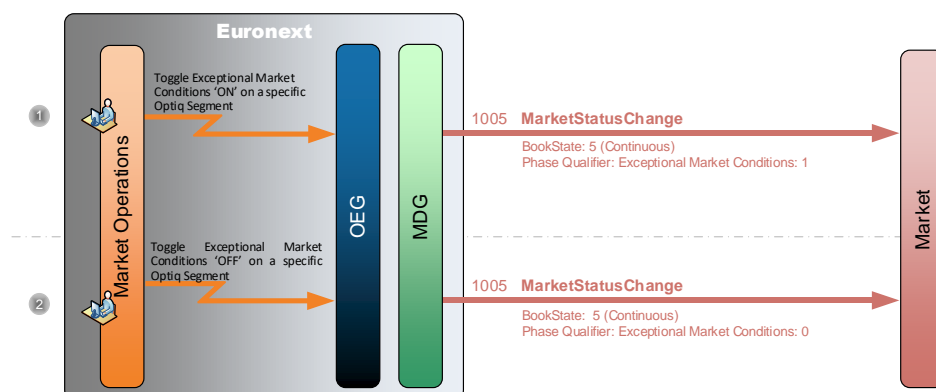 Euronext
Toggle Exceptional Market
Conditions ‘ON’ on a specific
Optiq Segment
1
1005 MarketStatusChange
BookState: 5 (Continuous)
Phase Qualifier: Exceptional Market Conditions: 1
Market Operations
OEG
MDG
Market
Toggle Exceptional Market
Conditions ‘OFF’ on a specific
Optiq Segment
2
1005 MarketStatusChange
BookState: 5 (Continuous)
Phase Qualifier: Exceptional Market Conditions: 0